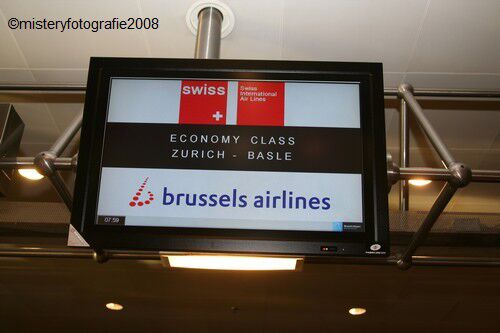 ©misteryfotografie2008
swiss
Swiss
International
Air Lines
ECONOMY CLASS
ZURICH - BASLE
brussels airlines
07.59